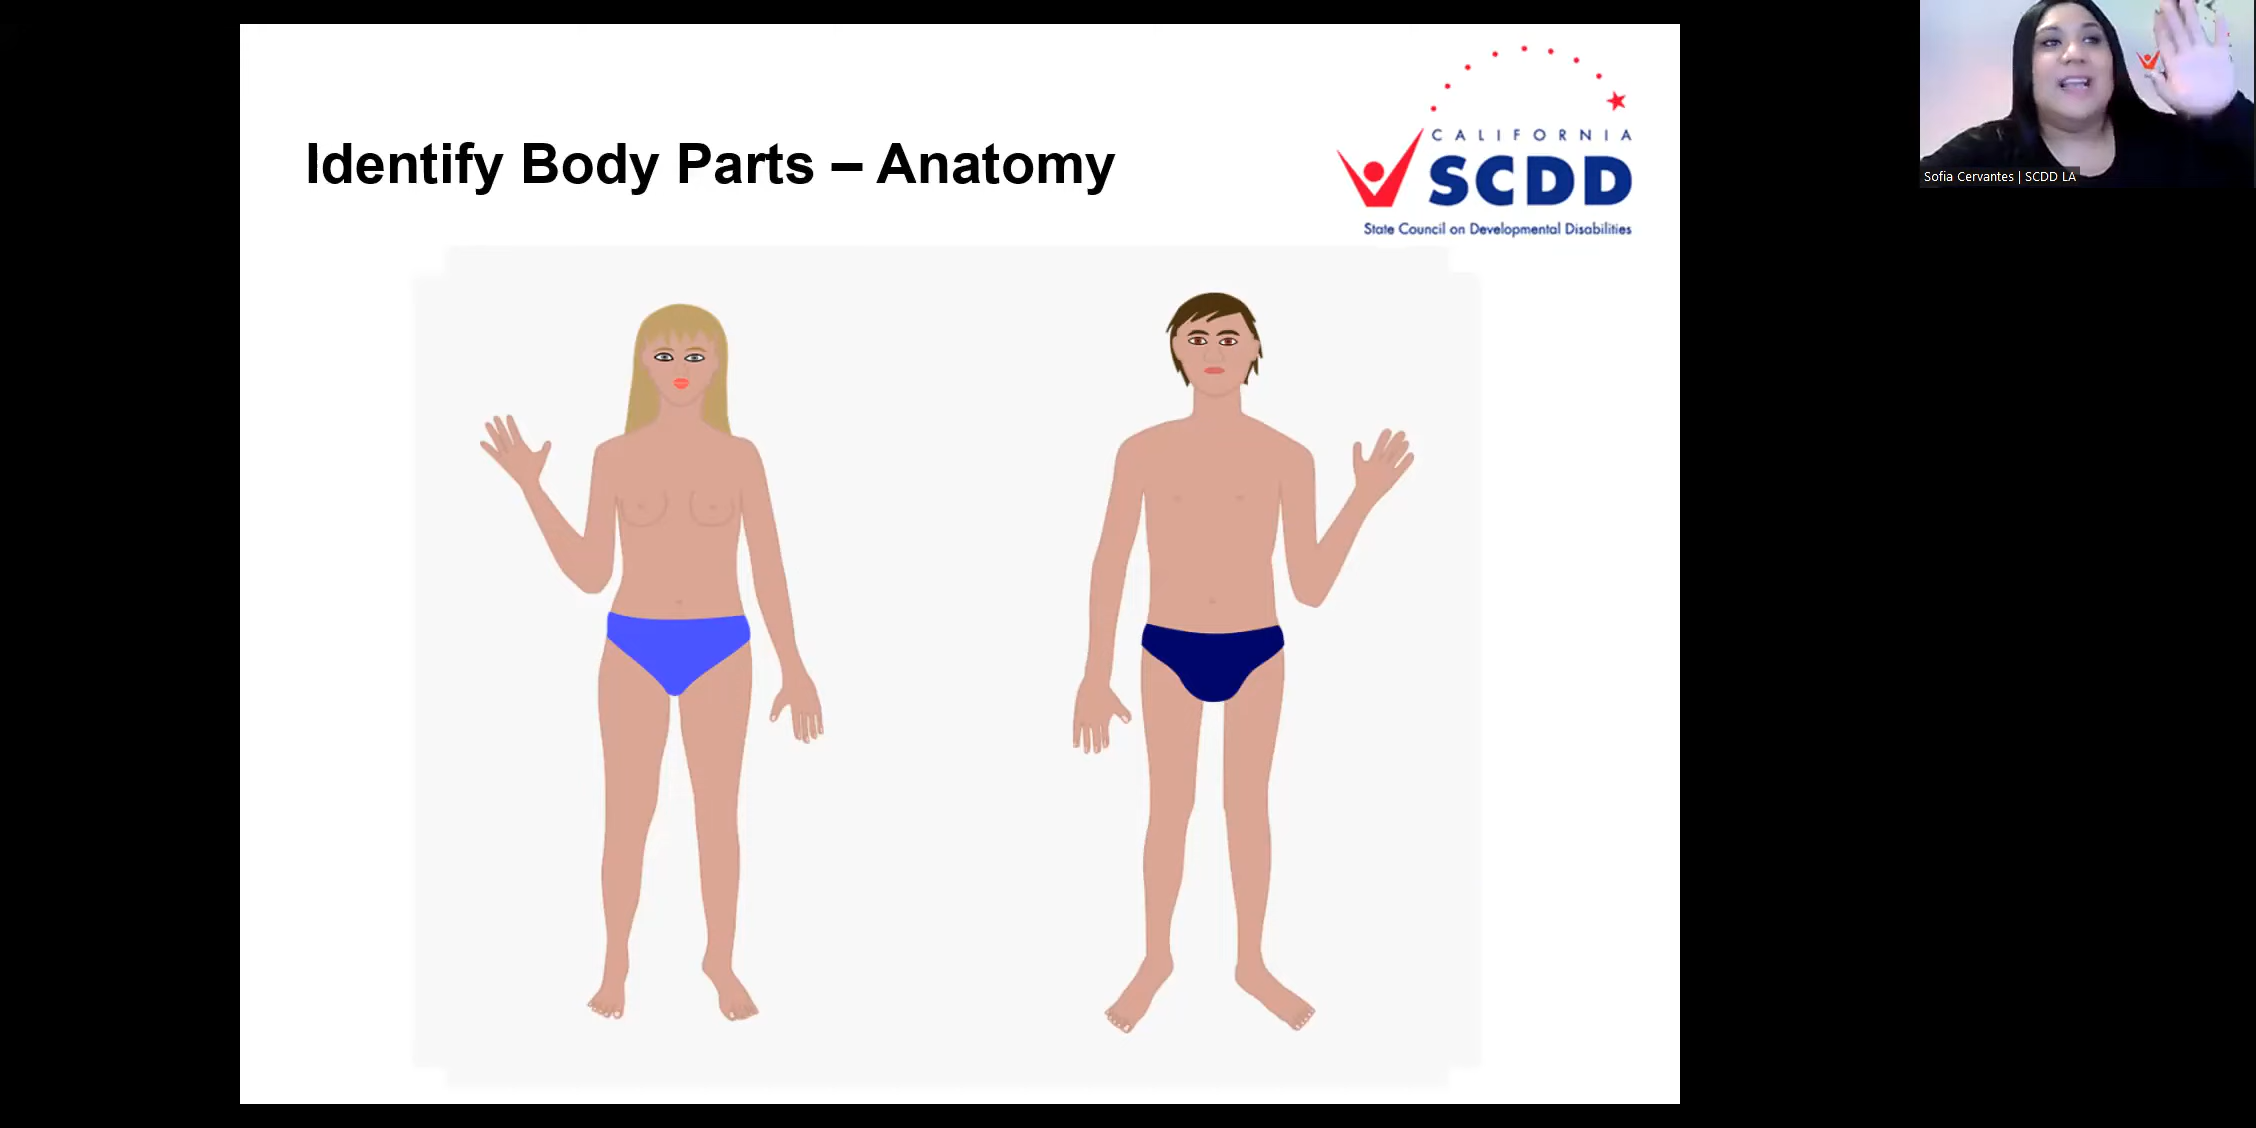 Identify Body Parts – Anatomy
CALIFORNIA
SCDD
State Council on Developmental Disabilities
Sofia Cervantes | SCDD LA